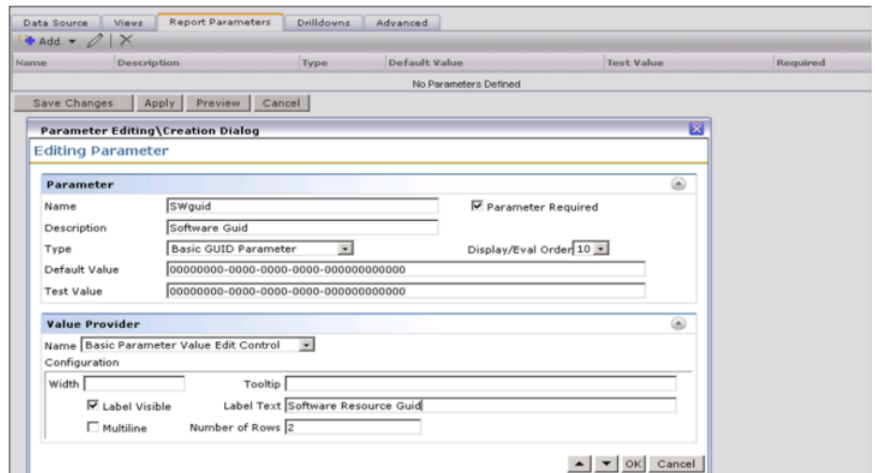 Data Source Views Report Parameters Drilldowns Advanced
Add
Name Description Type Default Value Test Value Required
No Parameters Defined
Save Changes Apply Preview Cancel
Parameter Editing\Creation Dialog
Editing Parameter
Parameter
Name SWguid Parameter Required
Description Software Guid
Type Basic GUID Parameter Display/Eval Order 10
Default Value 00000000-0000-0000-0000-000000000000
Test Value 00000000-0000-0000-0000-000000000000
Value Provider
Name Basic Parameter Value Edit Control
Configuration
Width Tooltip
Label Visible Label Text Software Resource Guid
Multiline Number of Rows 2
OK Cancel